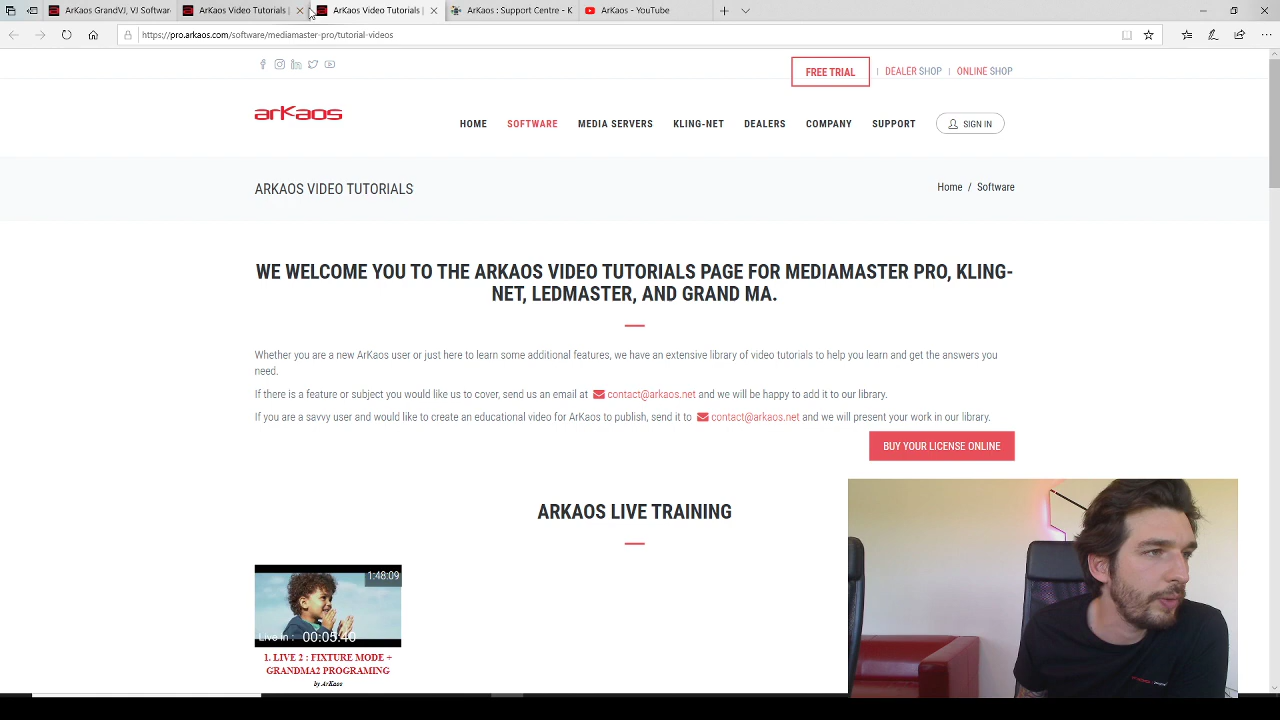 ArKaos GrandVJ, VJ Softwar
ArKaos Video Tutorials |
ArKaos Video Tutorials |
ArKaos : Support Centre - K
ArKaos - YouTube
https://pro.arkaos.com/software/mediamaster-pro/tutorial-videos
FREE TRIAL | DEALER SHOP | ONLINE SHOP
arKaos
HOME SOFTWARE MEDIA SERVERS KLING-NET DEALERS COMPANY SUPPORT SIGN IN
ARKAOS VIDEO TUTORIALS
Home / Software
WE WELCOME YOU TO THE ARKAOS VIDEO TUTORIALS PAGE FOR MEDIAMASTER PRO, KLING-
NET, LEDMASTER, AND GRAND MA.
Whether you are a new ArKaos user or just here to learn some additional features, we have an extensive library of video tutorials to help you learn and get the answers you
need.
If there is a feature or subject you would like us to cover, send us an email at contact@arkaos.net and we will be happy to add it to our library.
If you are a savvy user and would like to create an educational video for ArKaos to publish, send it to contact@arkaos.net and we will present your work in our library.
BUY YOUR LICENSE ONLINE
ARKAOS LIVE TRAINING
1:48:09
Live in : 00:05:40
1. LIVE 2 : FIXTURE MODE +
GRANDMA2 PROGRAMING
by ArKaos